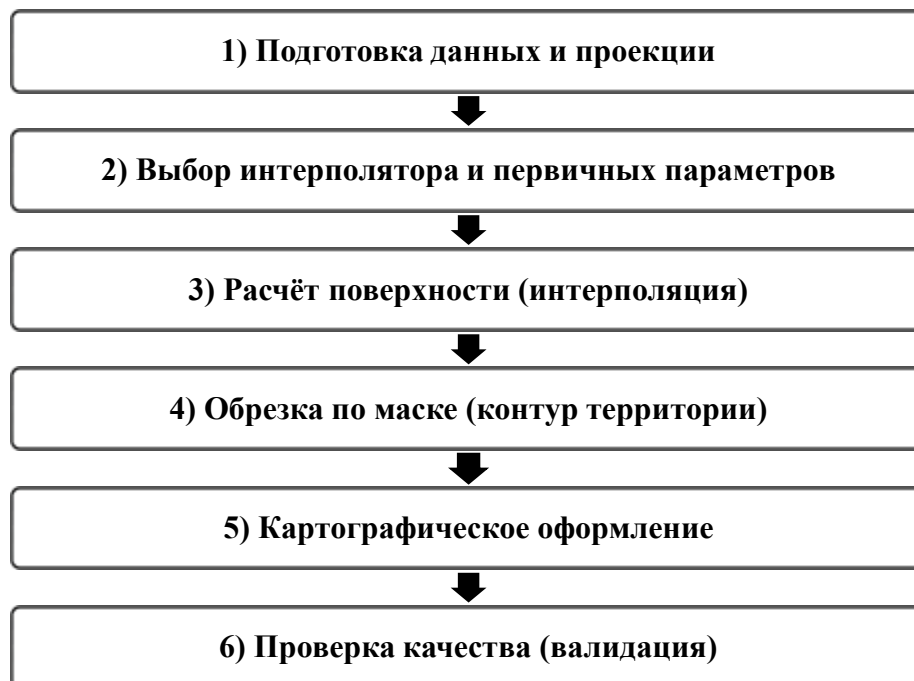 1) Подготовка данных и проекции
2) Выбор интерполятора и первичных параметров
3) Расчёт поверхности (интерполяция)
4) Обрезка по маске (контур территории)
5) Картографическое оформление
6) Проверка качества (валидация)